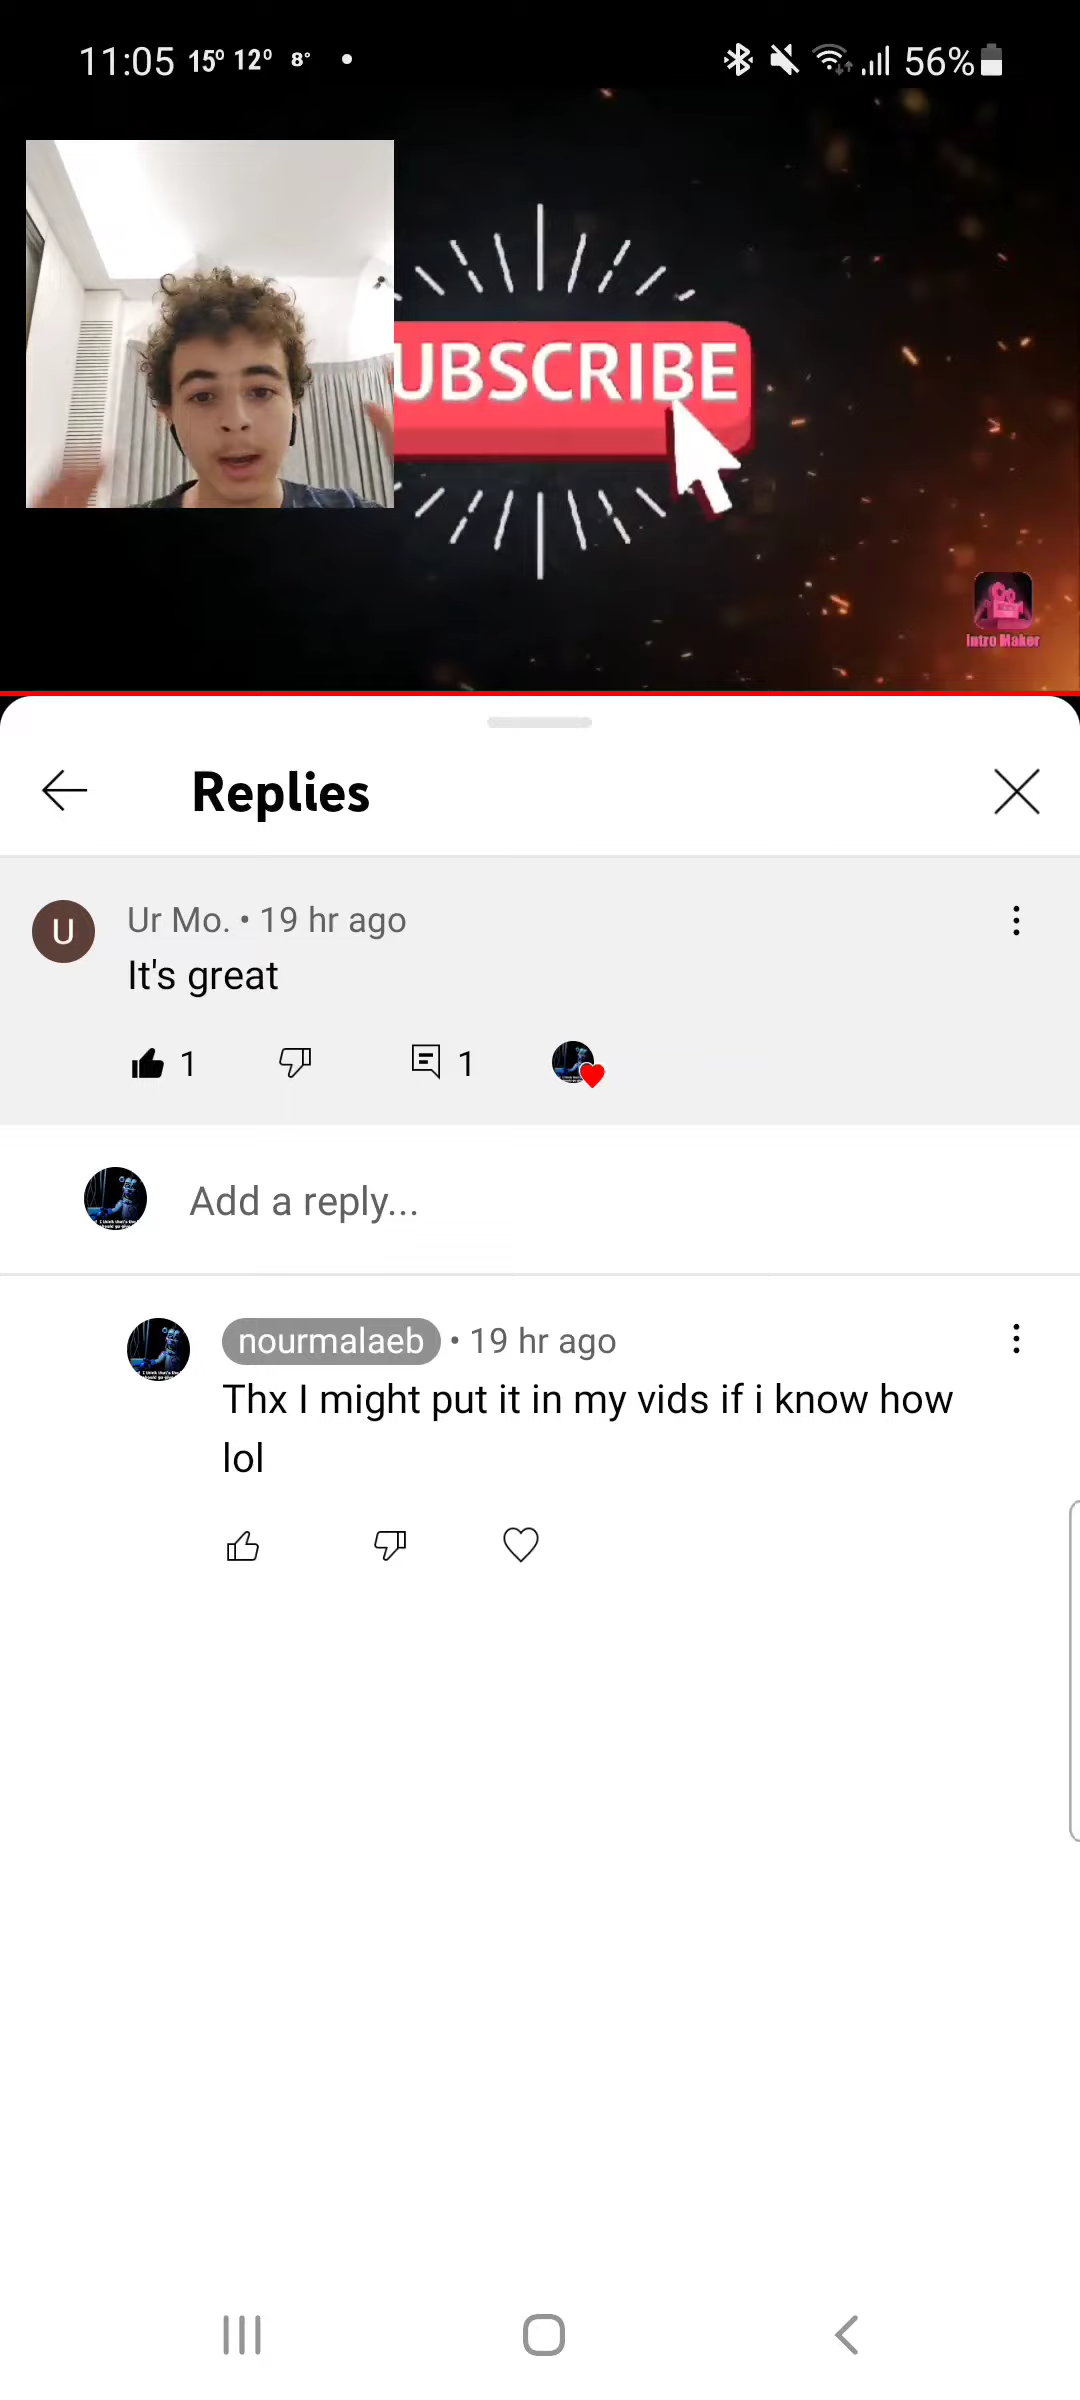 11:05 15° 12° 8° •
56%
UBSCRIBE
Intro Maker
Replies
U
Ur Mo. • 19 hr ago
It's great
1
1
Add a reply...
nourmalaeb • 19 hr ago
Thx I might put it in my vids if i know how
lol